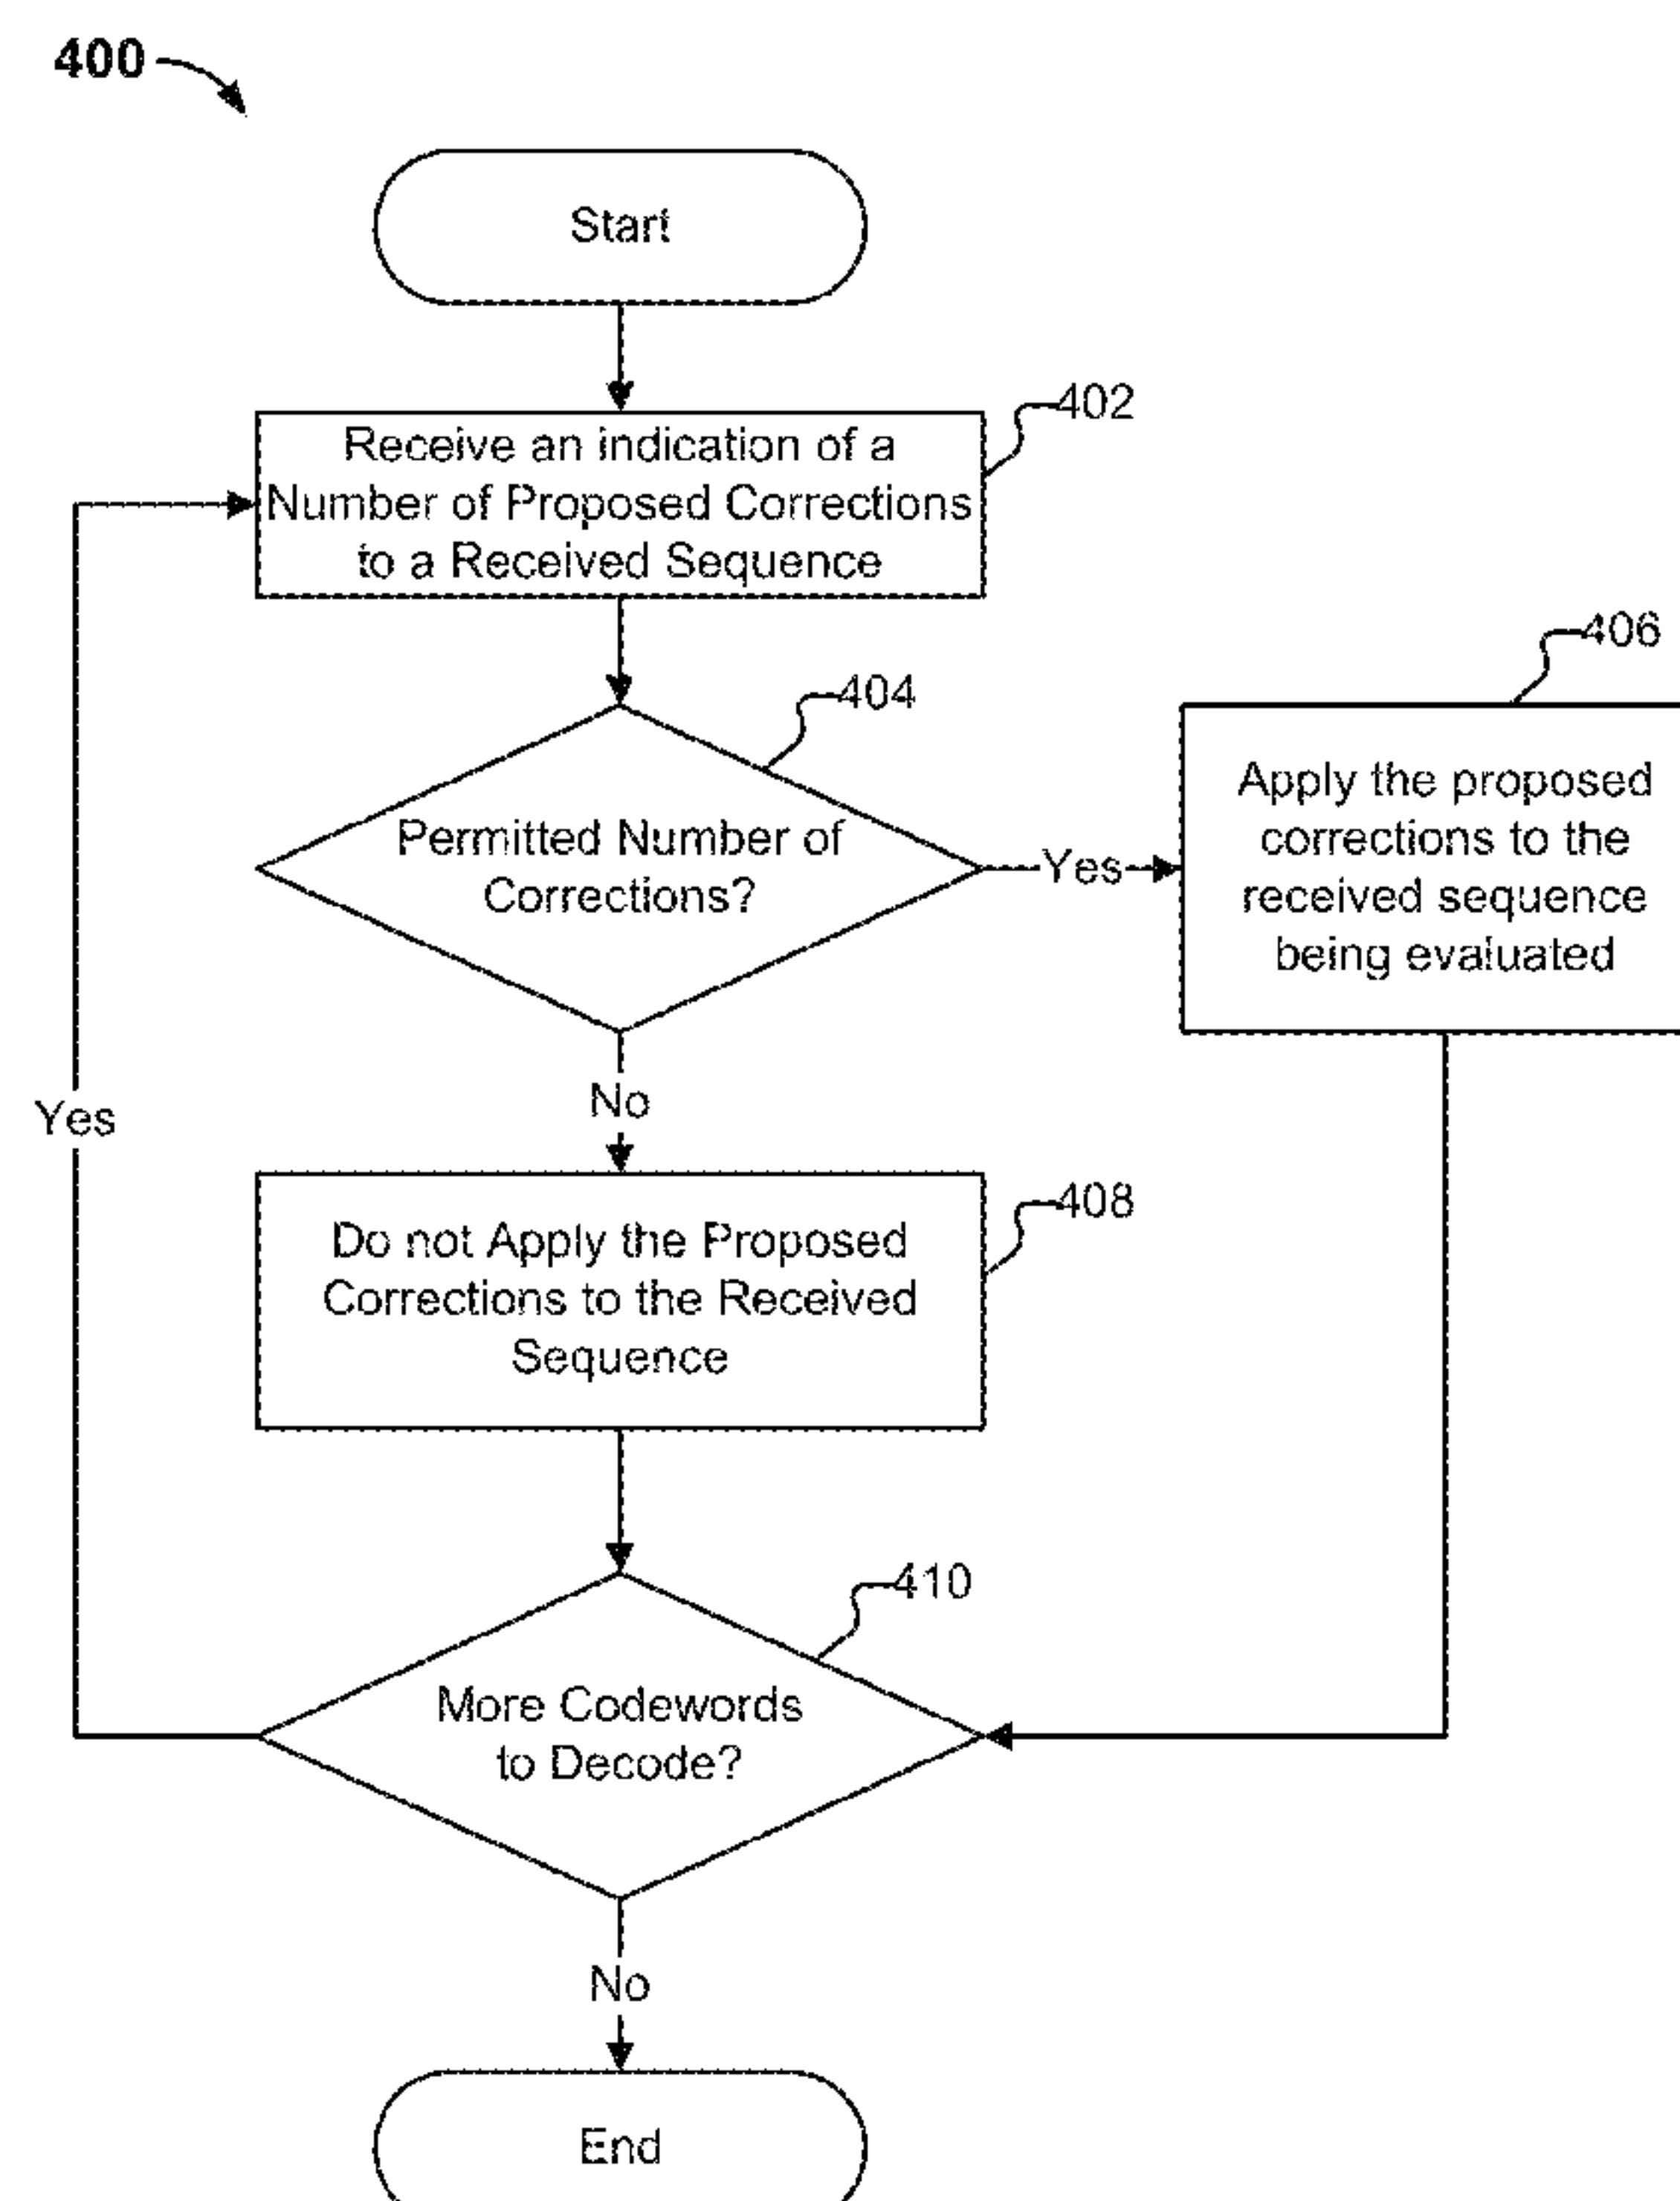 400
Start
402
Receive an indication of a
Number of Proposed Corrections
to a Received Sequence
404
Permitted Number of
Corrections?
Yes
406
Apply the proposed
corrections to the
received sequence
being evaluated
No
Yes
408
Do not Apply the Proposed
Corrections to the Received
Sequence
410
More Codewords
to Decode?
No
End